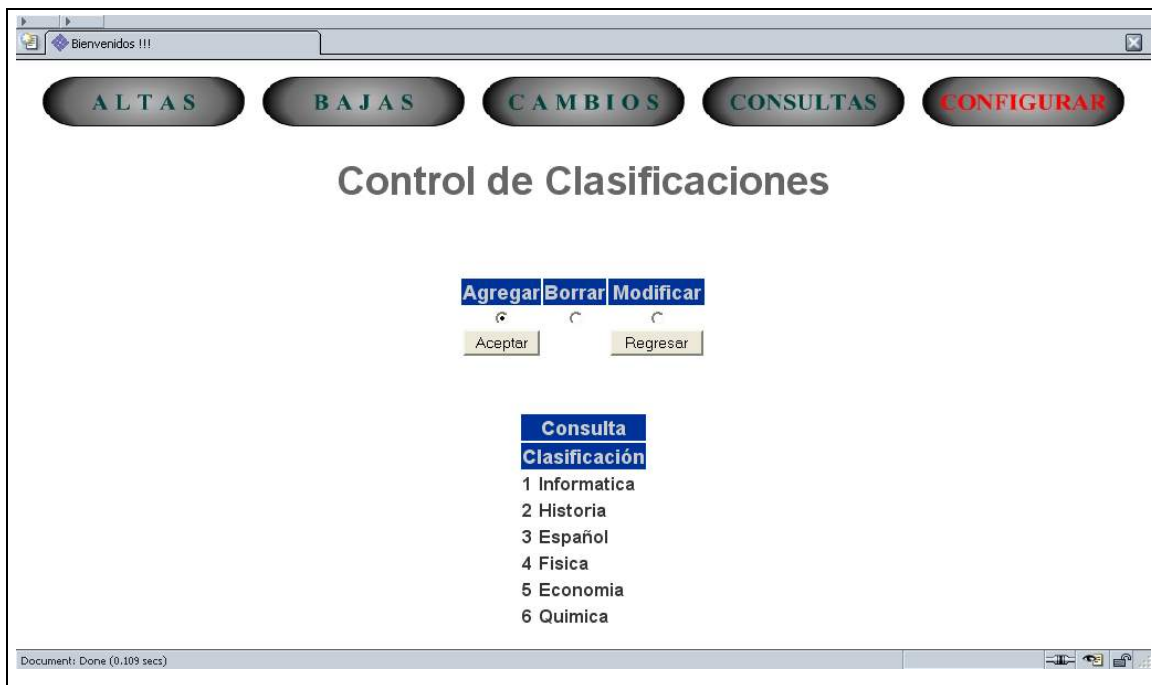 Bienvenidos !!!
ALTAS BAJAS CAMBIOS CONSULTAS CONFIGURAR
Control de Clasificaciones
Agregar Borrar Modificar
Aceptar Regresar
Consulta
Clasificación
1 Informatica
2 Historia
3 Español
4 Fisica
5 Economia
6 Quimica
Document: Done (0.109 secs)